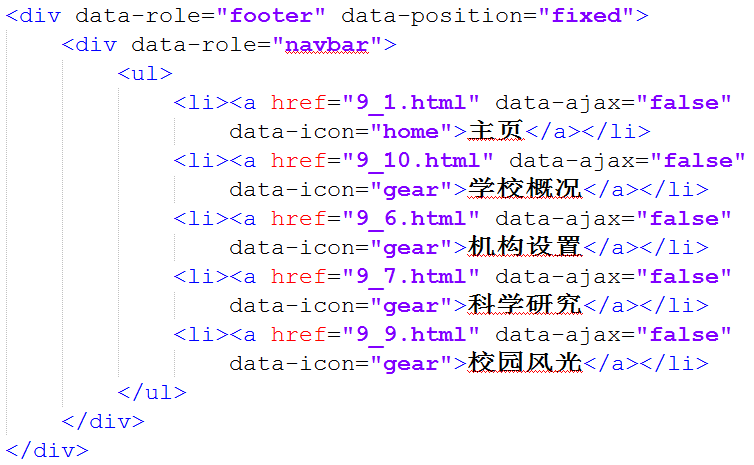 <div data-role="footer" data-position="fixed">
<div data-role="navbar">
<ul>
<li><a href="9_1.html" data-ajax="false"
data-icon="home">主页</a></li>
<li><a href="9_10.html" data-ajax="false"
data-icon="gear">学校概况</a></li>
<li><a href="9_6.html" data-ajax="false"
data-icon="gear">机构设置</a></li>
<li><a href="9_7.html" data-ajax="false"
data-icon="gear">科学研究</a></li>
<li><a href="9_9.html" data-ajax="false"
data-icon="gear">校园风光</a></li>
</ul>
</div>
</div>